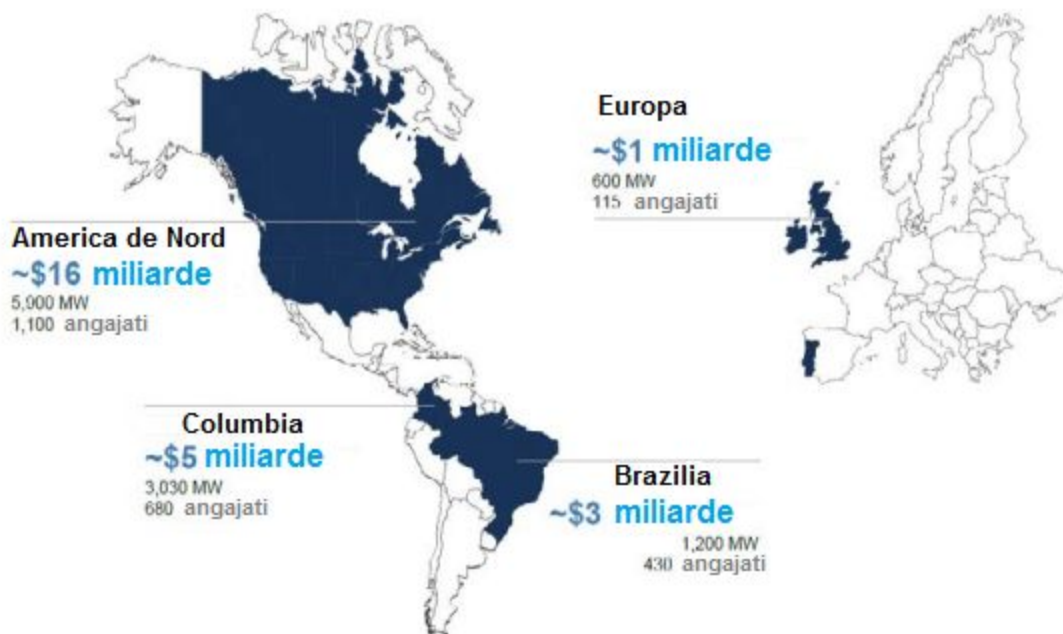 Europa
~$1 miliarde
600 MW
115 angajati
America de Nord
~$16 miliarde
5,900 MW
1,100 angajati
Columbia
~$5 miliarde
3,030 MW
680 angajati
Brazilia
~$3 miliarde
1,200 MW
430 angajati